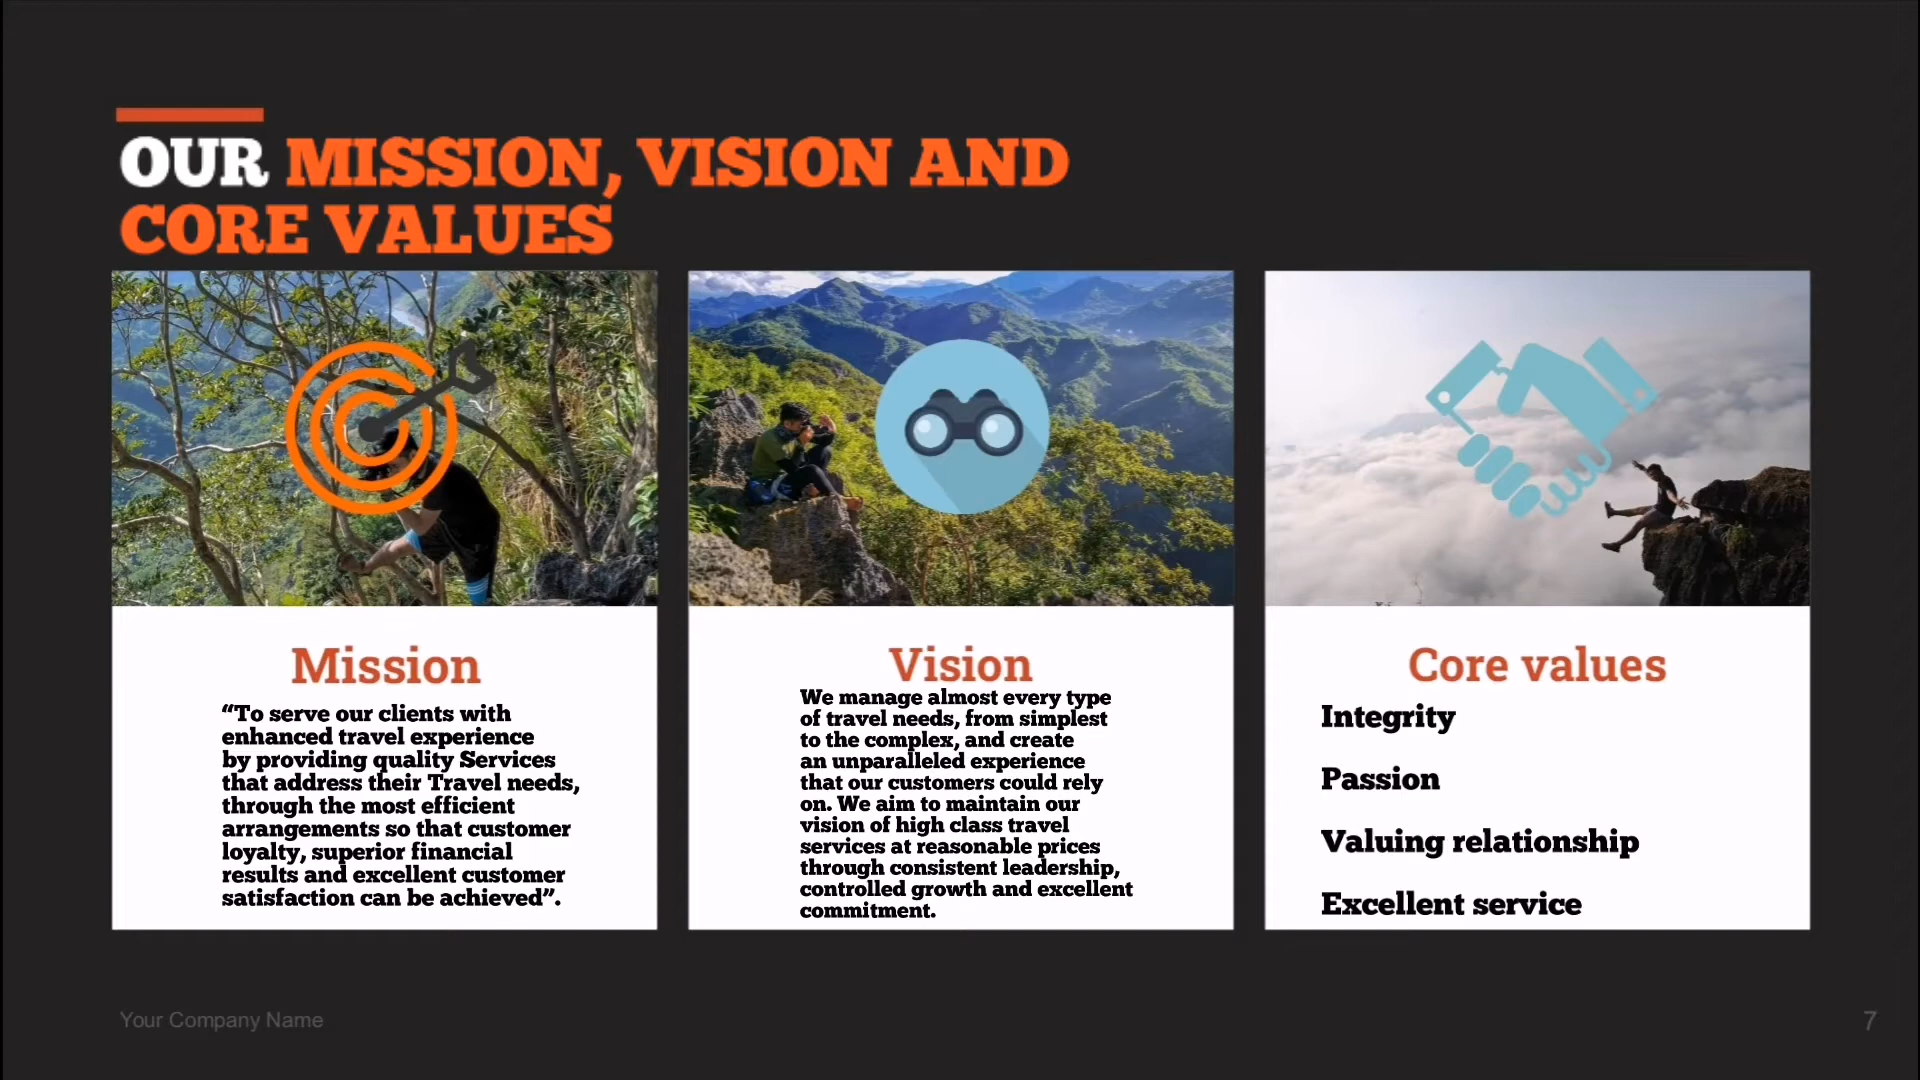 OUR MISSION, VISION AND
CORE VALUES
Mission
“To serve our clients with
enhanced travel experience
by providing quality Services
that address their Travel needs,
through the most efficient
arrangements so that customer
loyalty, superior financial
results and excellent customer
satisfaction can be achieved”.
Vision
We manage almost every type
of travel needs, from simplest
to the complex, and create
an unparalleled experience
that our customers could rely
on. We aim to maintain our
vision of high class travel
services at reasonable prices
through consistent leadership,
controlled growth and excellent
commitment.
Core values
Integrity
Passion
Valuing relationship
Excellent service
Your Company Name
7